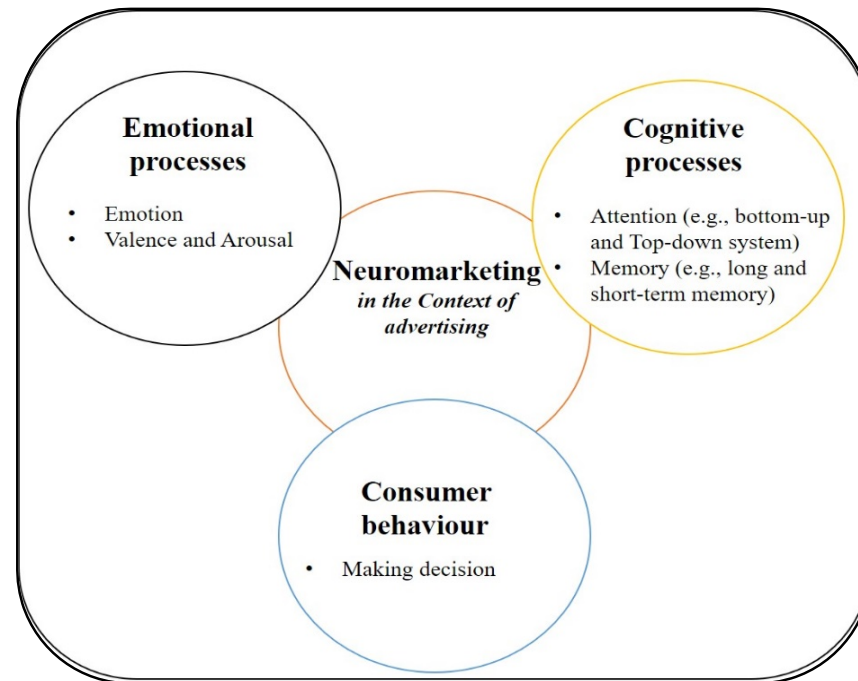 Emotional
processes
• Emotion
• Valence and Arousal
Cognitive
processes
• Attention (e.g., bottom-up
and Top-down system)
• Memory (e.g., long and
short-term memory)
Neuromarketing
in the Context of
advertising
Consumer
behaviour
• Making decision